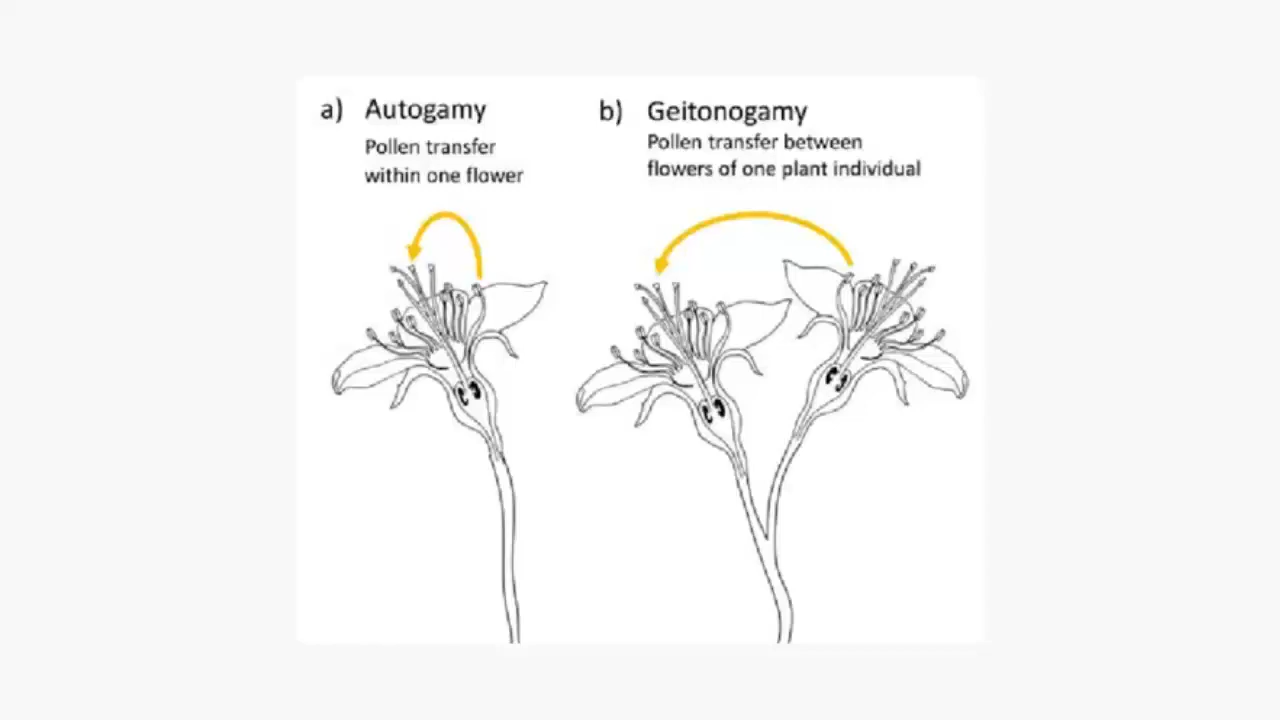 a) Autogamy
Pollen transfer
within one flower
b) Geitonogamy
Pollen transfer between
flowers of one plant individual